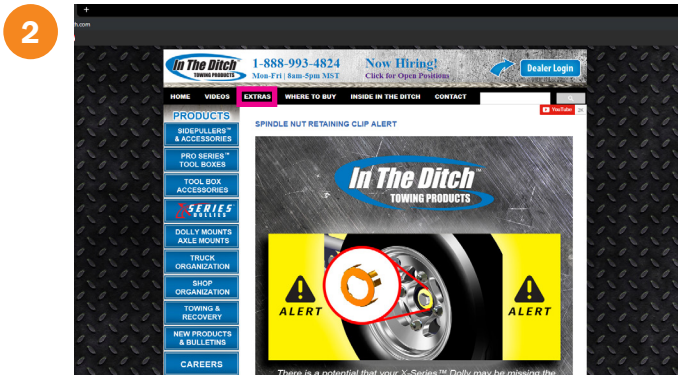 2
+
h.com
In The Ditch™
TOWING PRODUCTS
1-888-993-4824
Mon-Fri | 8am-5pm MST
Now Hiring!
Click for Open Positions
Dealer Login
HOME VIDEOS EXTRAS WHERE TO BUY INSIDE IN THE DITCH CONTACT
YouTube
PRODUCTS
SIDEPULLERS™
& ACCESSORIES
PRO SERIES™
TOOL BOXES
TOOL BOX
ACCESSORIES
X-SERIES
DOLLIES
DOLLY MOUNTS
AXLE MOUNTS
TRUCK
ORGANIZATION
SHOP
ORGANIZATION
TOWING &
RECOVERY
NEW PRODUCTS
& BULLETINS
CAREERS
SPINDLE NUT RETAINING CLIP ALERT
In The Ditch™
TOWING PRODUCTS
ALERT
ALERT
There is a potential that your X-Series™ Dolly may be missing the